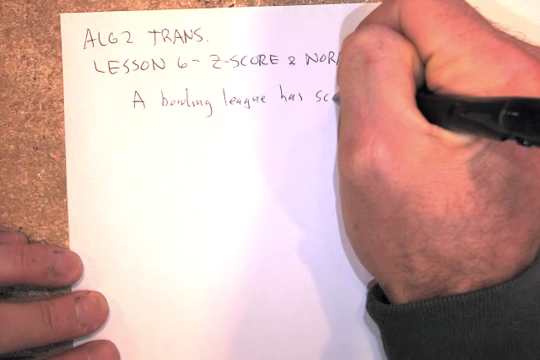 ALG2 TRANS.
LESSON 6- Z-SCORE & NOR
A bowling league has sc